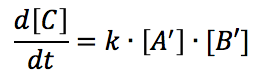 d[C]/dt = k · [A′] · [B′]